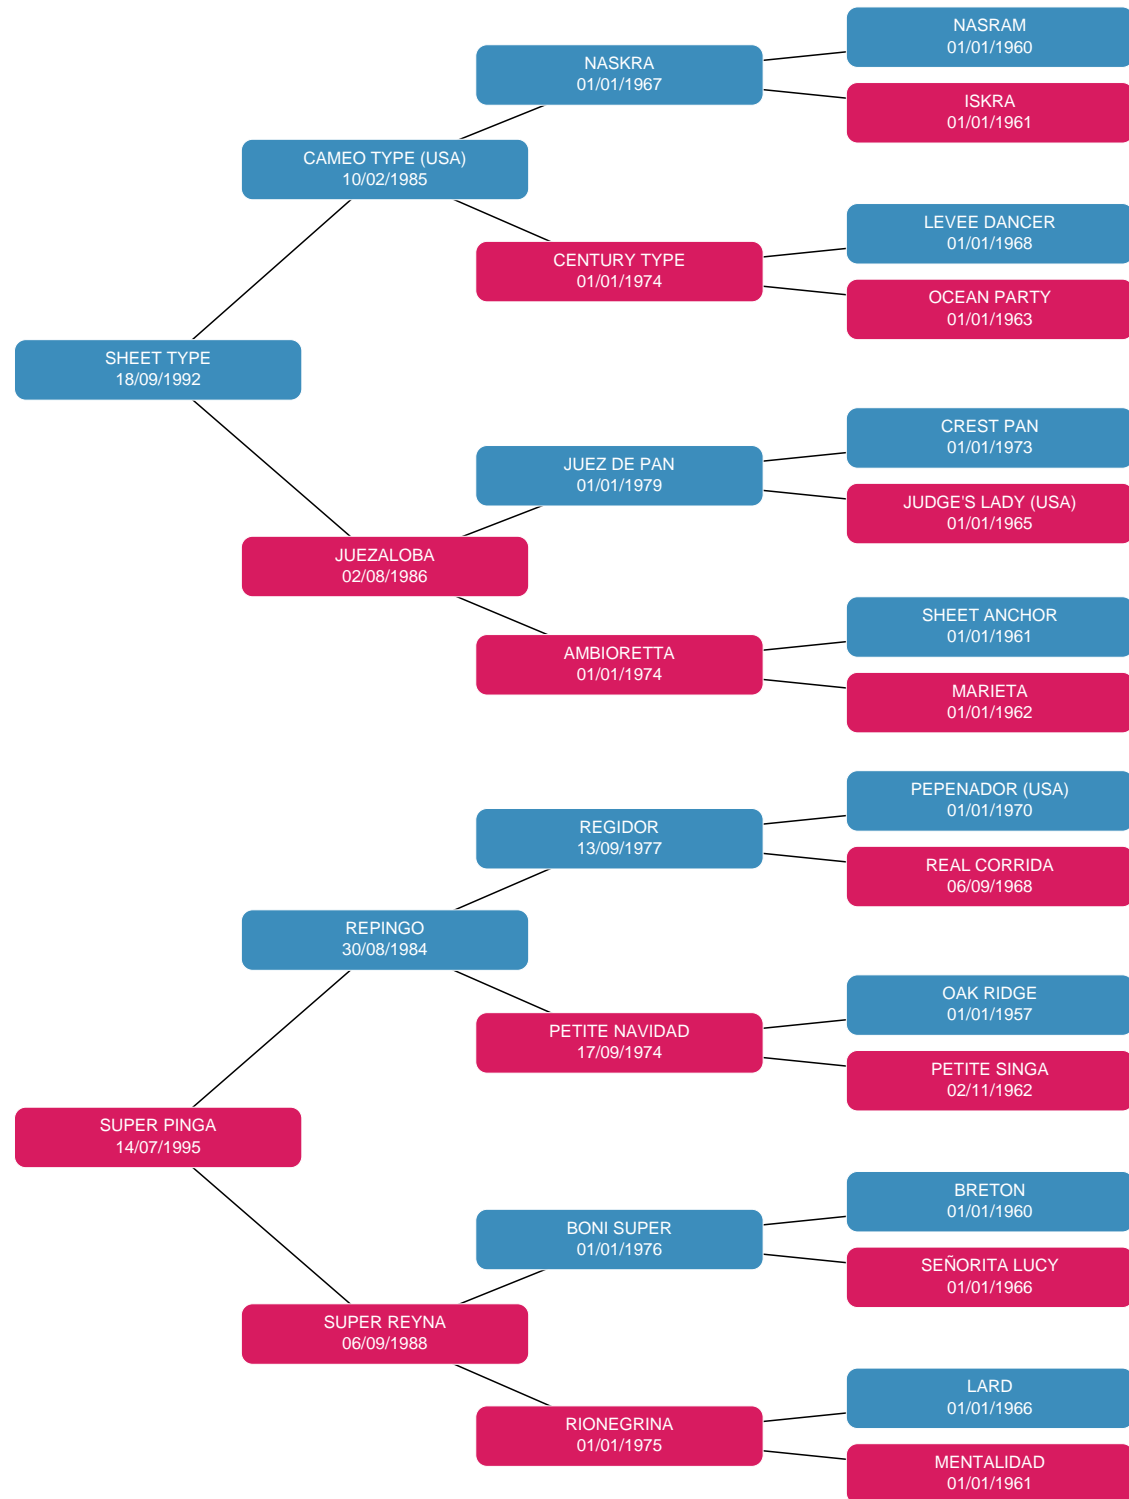 NASRAM
01/01/1960
NASKRA
01/01/1967
ISKRA
01/01/1961
CAMEO TYPE (USA)
10/02/1985
LEVEE DANCER
01/01/1968
CENTURY TYPE
01/01/1974
OCEAN PARTY
01/01/1963
SHEET TYPE
18/09/1992
CREST PAN
01/01/1973
JUEZ DE PAN
01/01/1979
JUDGE'S LADY (USA)
01/01/1965
JUEZALOBA
02/08/1986
SHEET ANCHOR
01/01/1961
AMBIORETTA
01/01/1974
MARIETA
01/01/1962
PEPENADOR (USA)
01/01/1970
REGIDOR
13/09/1977
REAL CORRIDA
06/09/1968
REPINGO
30/08/1984
OAK RIDGE
01/01/1957
PETITE NAVIDAD
17/09/1974
PETITE SINGA
02/11/1962
SUPER PINGA
14/07/1995
BRETON
01/01/1960
BONI SUPER
01/01/1976
SEÑORITA LUCY
01/01/1966
SUPER REYNA
06/09/1988
LARD
01/01/1966
RIONEGRINA
01/01/1975
MENTALIDAD
01/01/1961